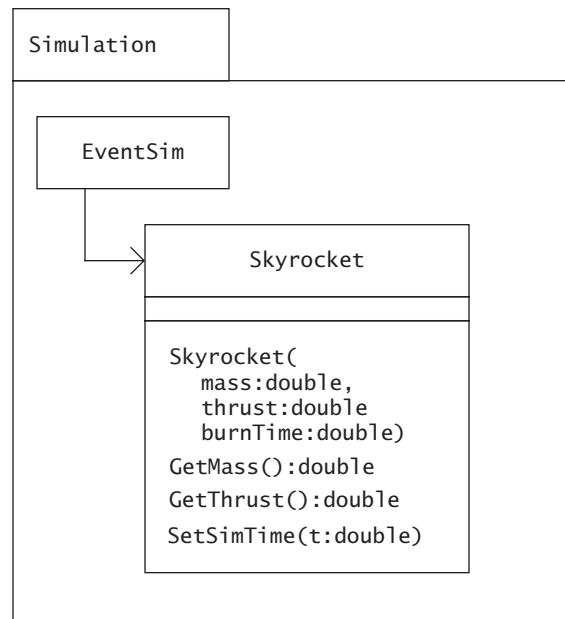 Simulation
EventSim
Skyrocket
Skyrocket(
mass:double,
thrust:double
burnTime:double)
GetMass():double
GetThrust():double
SetSimTime(t:double)